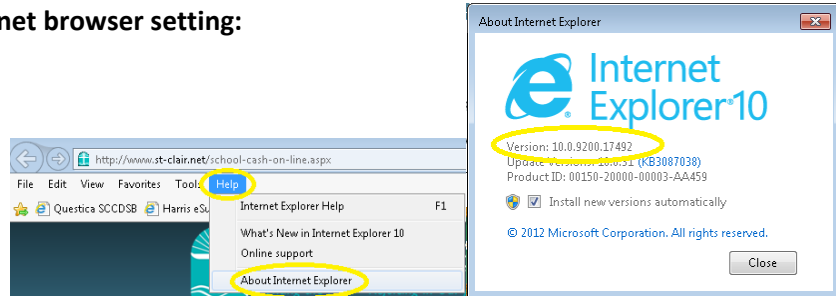 net browser setting:
http://www.st-clair.net/school-cash-on-line.aspx
File Edit View Favorites Tools Help
Questica SCCDSB Harris eSu
Internet Explorer Help F1
What's New in Internet Explorer 10
Online support
About Internet Explorer
About Internet Explorer
Internet
Explorer 10
Version: 10.0.9200.17492
Update Versions: 10.0.31 (KB3087038)
Product ID: 00150-20000-00003-AA459
Install new versions automatically
© 2012 Microsoft Corporation. All rights reserved.
Close